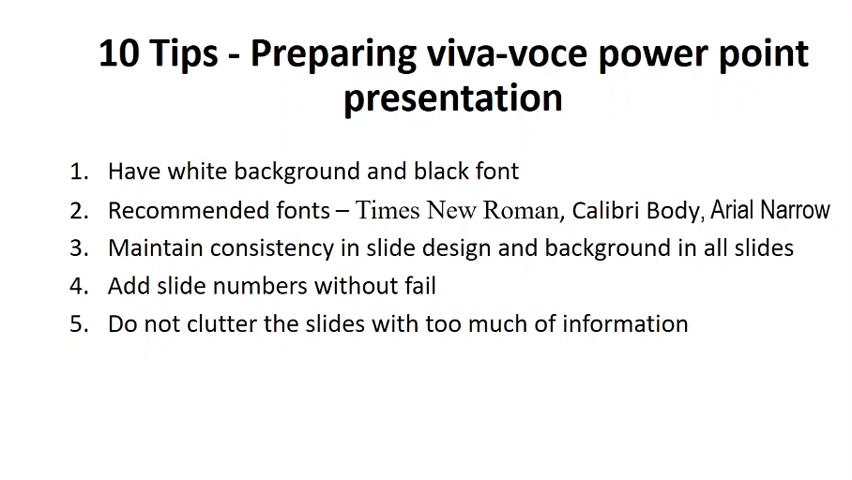 10 Tips - Preparing viva-voce power point
presentation
1. Have white background and black font
2. Recommended fonts – Times New Roman, Calibri Body, Arial Narrow
3. Maintain consistency in slide design and background in all slides
4. Add slide numbers without fail
5. Do not clutter the slides with too much of information